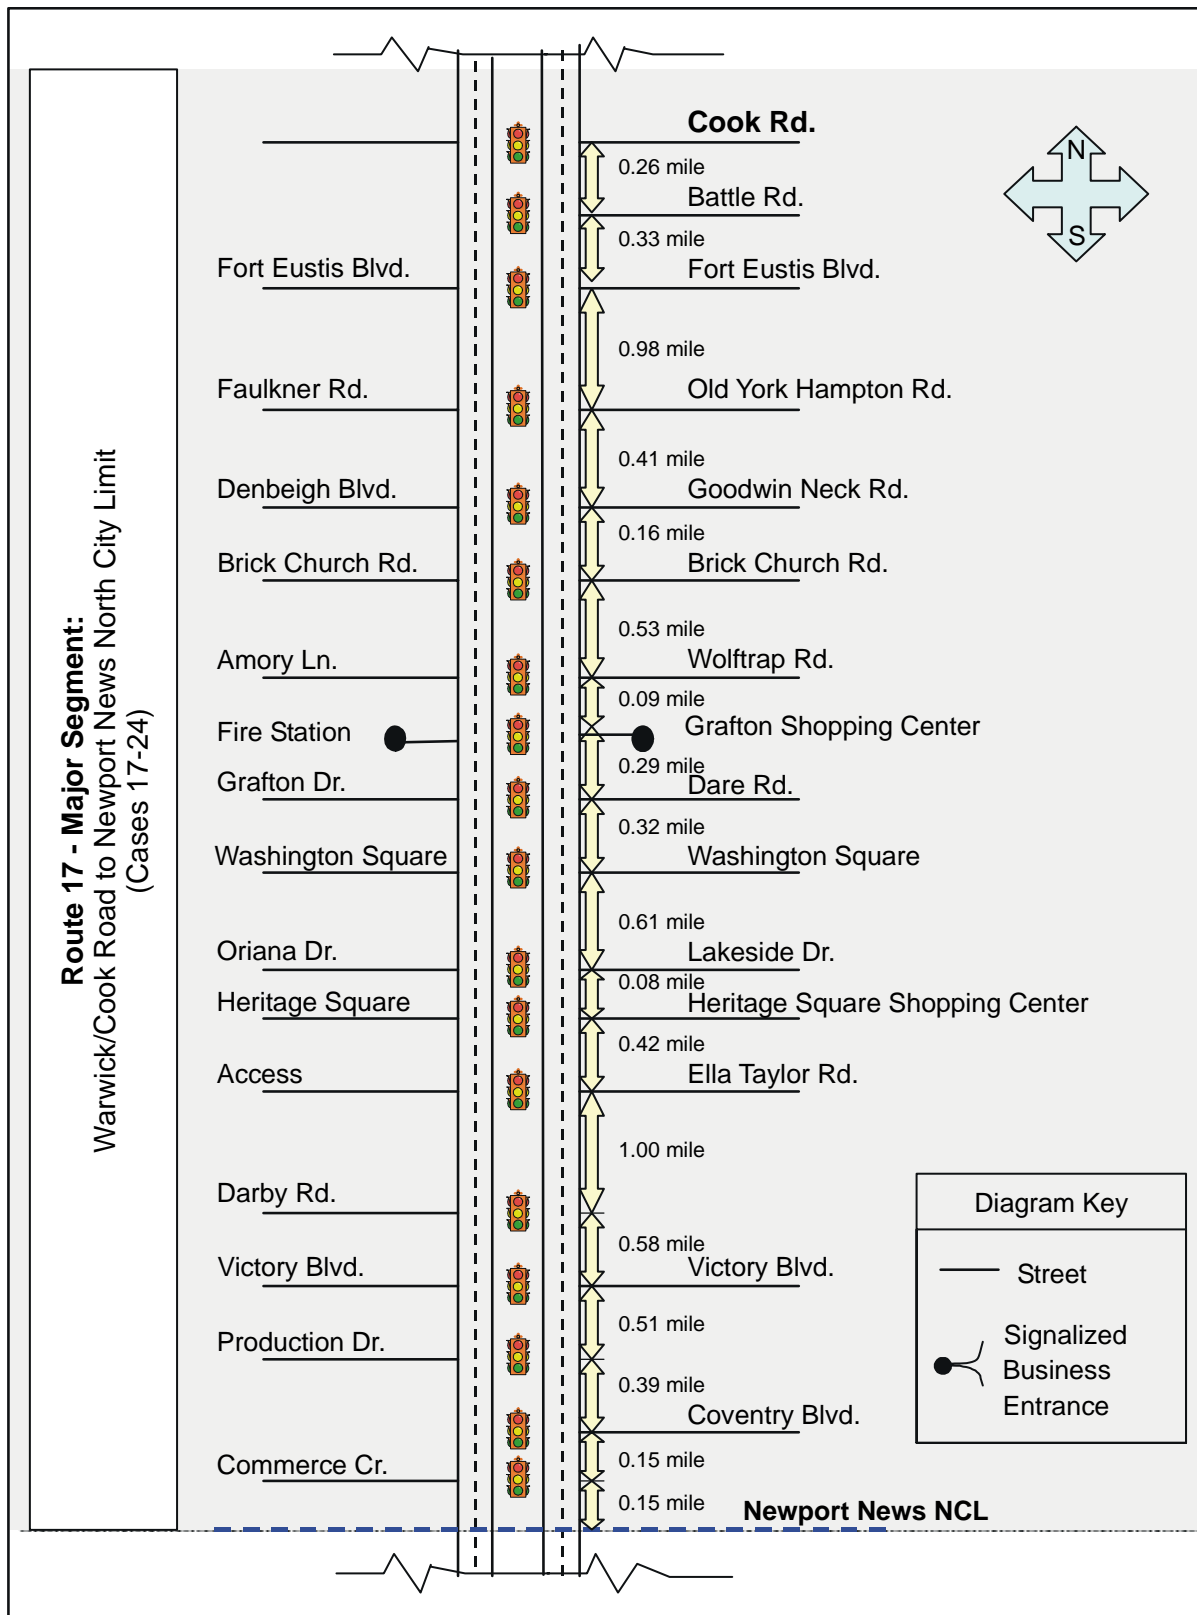 Route 17 - Major Segment:
Warwick/Cook Road to Newport News North City Limit
(Cases 17-24)
Cook Rd.
N
S
0.26 mile
Battle Rd.
0.33 mile
Fort Eustis Blvd.
Fort Eustis Blvd.
0.98 mile
Faulkner Rd.
Old York Hampton Rd.
0.41 mile
Denbeigh Blvd.
Goodwin Neck Rd.
0.16 mile
Brick Church Rd.
Brick Church Rd.
0.53 mile
Amory Ln.
Wolftrap Rd.
0.09 mile
Fire Station
Grafton Shopping Center
0.29 mile
Grafton Dr.
Dare Rd.
0.32 mile
Washington Square
Washington Square
0.61 mile
Oriana Dr.
Lakeside Dr.
0.08 mile
Heritage Square
Heritage Square Shopping Center
0.42 mile
Access
Ella Taylor Rd.
1.00 mile
Darby Rd.
0.58 mile
Victory Blvd.
Victory Blvd.
0.51 mile
Production Dr.
0.39 mile
Coventry Blvd.
0.15 mile
Commerce Cr.
0.15 mile
Newport News NCL
Diagram Key
Street
Signalized
Business
Entrance